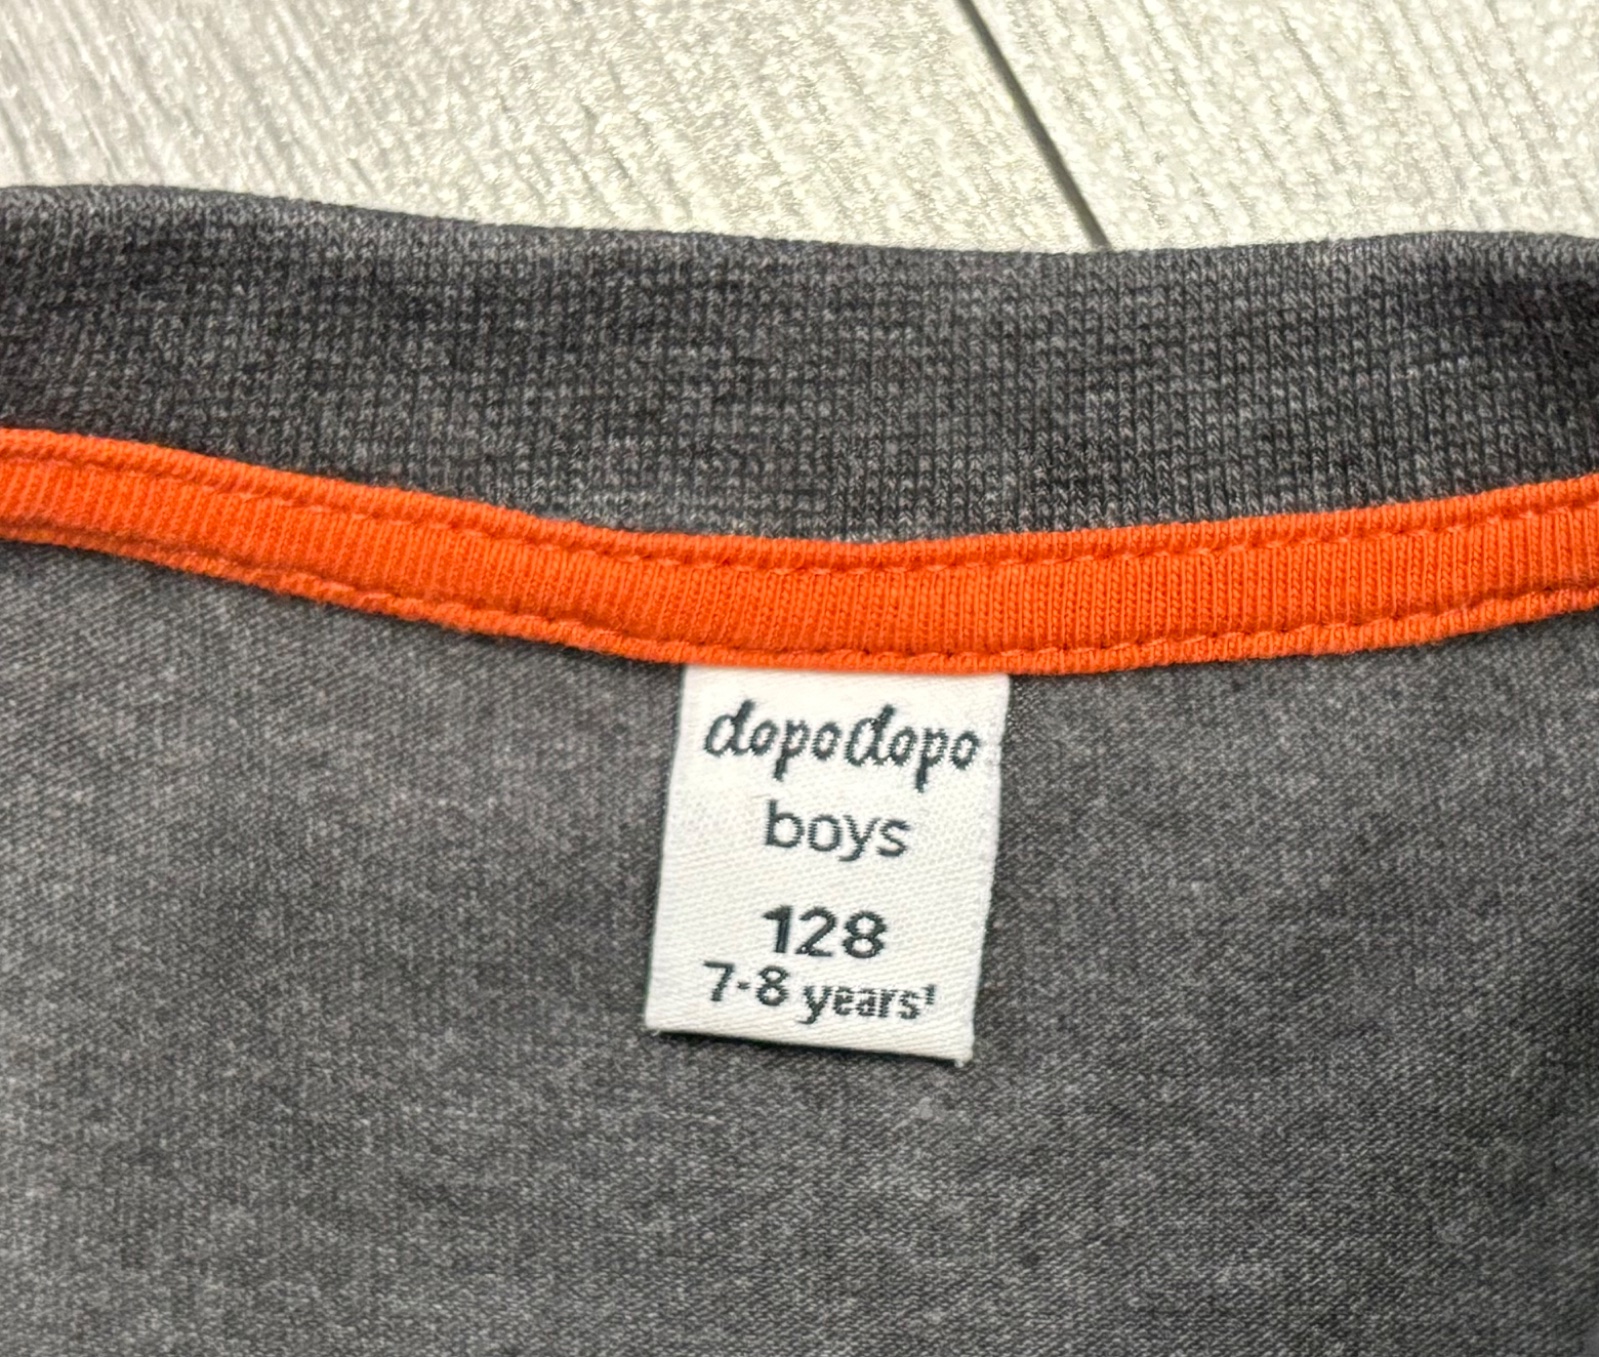 dopodopo
boys
128
7-8 years¹